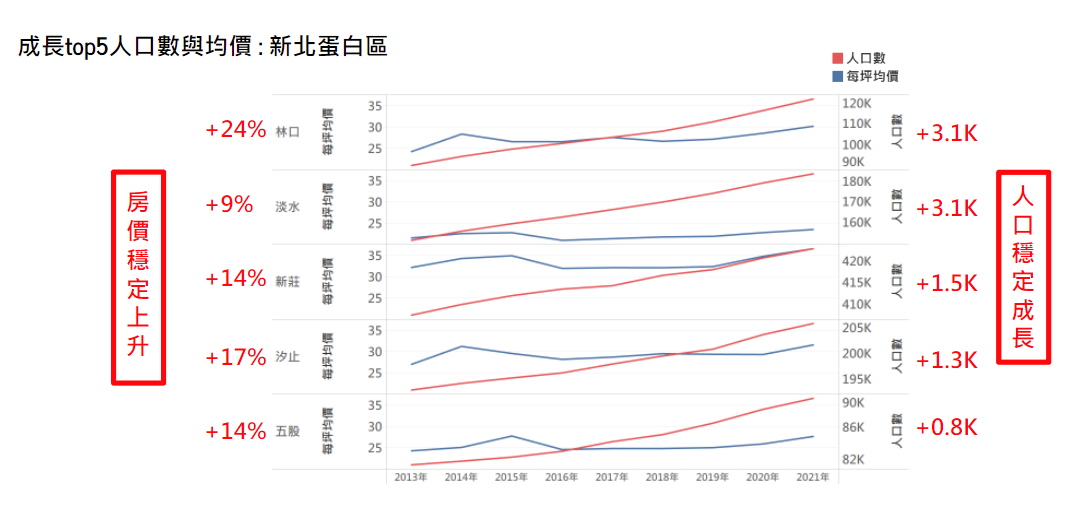 成長top5人口數與均價 : 新北蛋白區
人口數
每坪均價
房價穩定上升
人口穩定成長
+24%
林口
每坪均價
35
30
25
120K
110K
100K
90K
人口數
+3.1K
+9%
淡水
每坪均價
35
30
25
180K
170K
160K
人口數
+3.1K
+14%
新莊
每坪均價
35
30
25
420K
415K
410K
人口數
+1.5K
+17%
汐止
每坪均價
35
30
25
205K
200K
195K
人口數
+1.3K
+14%
五股
每坪均價
35
30
25
90K
86K
82K
人口數
+0.8K
2013年 2014年 2015年 2016年 2017年 2018年 2019年 2020年 2021年